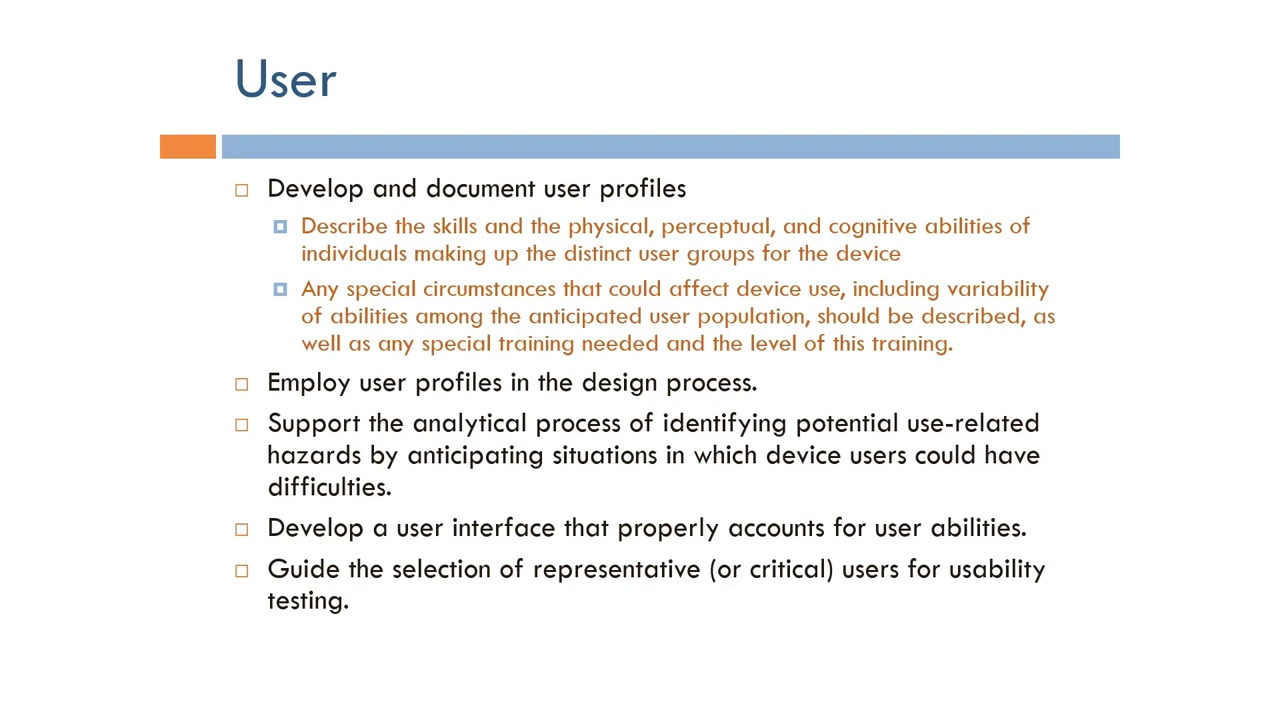 User
Develop and document user profiles
Describe the skills and the physical, perceptual, and cognitive abilities of
individuals making up the distinct user groups for the device
Any special circumstances that could affect device use, including variability
of abilities among the anticipated user population, should be described, as
well as any special training needed and the level of this training.
Employ user profiles in the design process.
Support the analytical process of identifying potential use-related
hazards by anticipating situations in which device users could have
difficulties.
Develop a user interface that properly accounts for user abilities.
Guide the selection of representative (or critical) users for usability
testing.